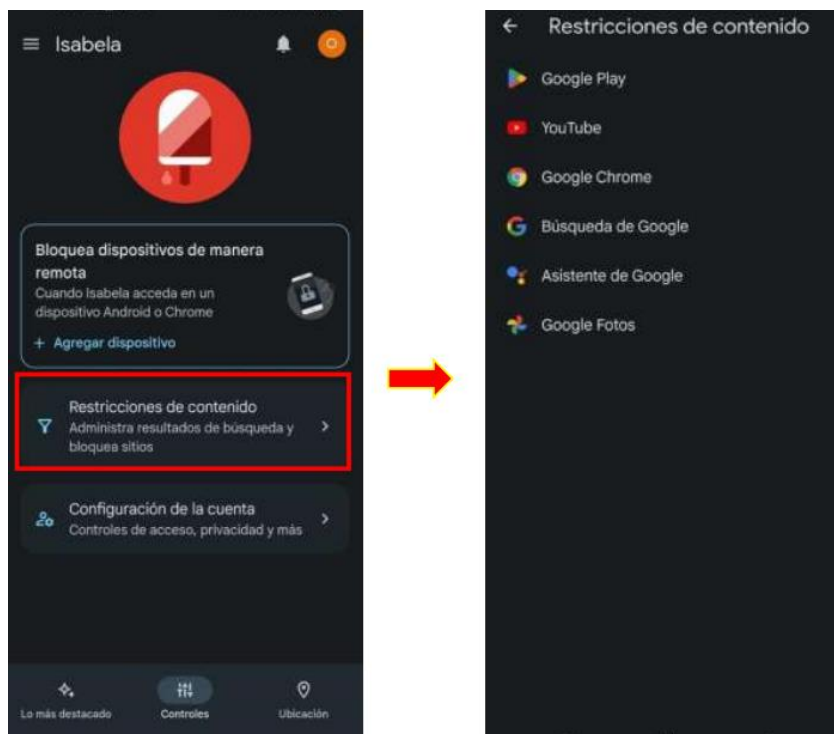 Isabela
Bloquea dispositivos de manera
remota
Cuando Isabela acceda en un
dispositivo Android o Chrome
+ Agregar dispositivo
Restricciones de contenido
Administra resultados de búsqueda y
bloquea sitios
Configuración de la cuenta
Controles de acceso, privacidad y más
Lo más destacado
Controles
Ubicación
Restricciones de contenido
Google Play
YouTube
Google Chrome
Búsqueda de Google
Asistente de Google
Google Fotos